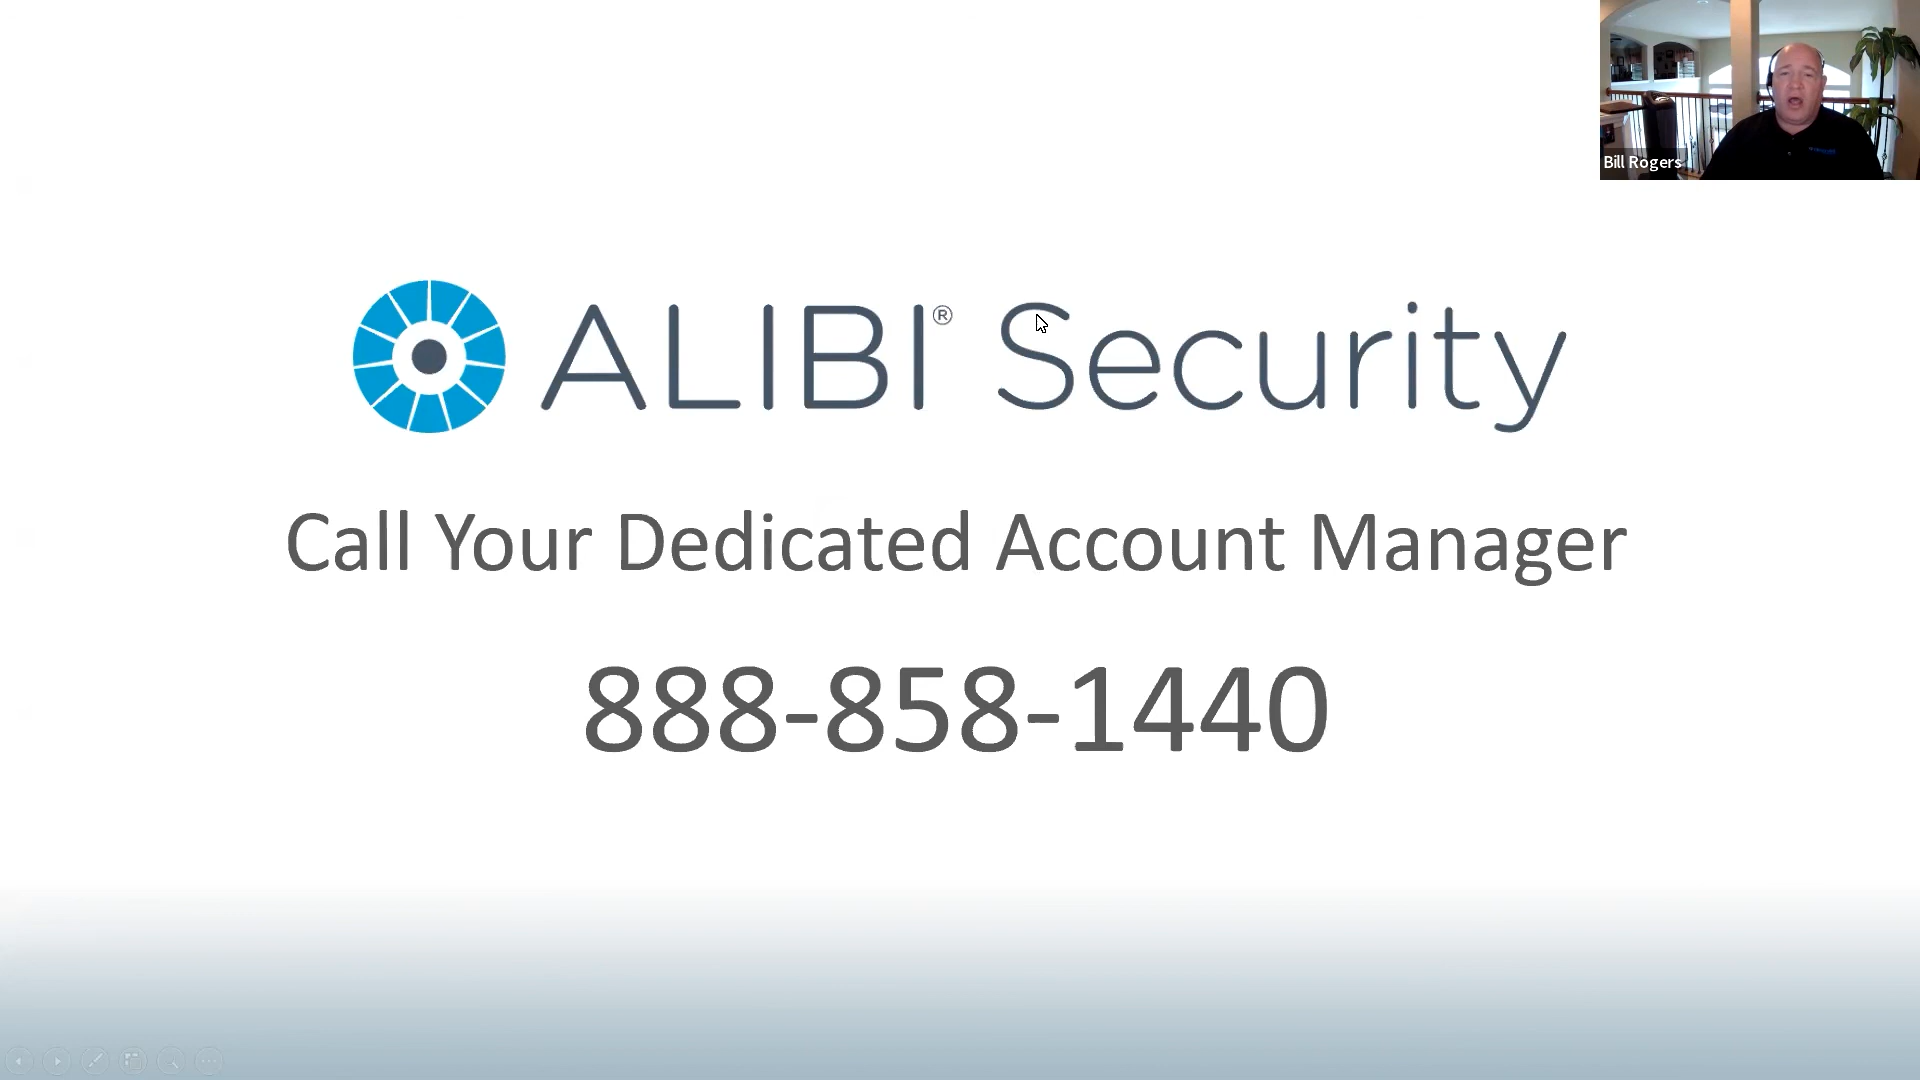 Bill Rogers
ALIBI® Security
Call Your Dedicated Account Manager
888-858-1440